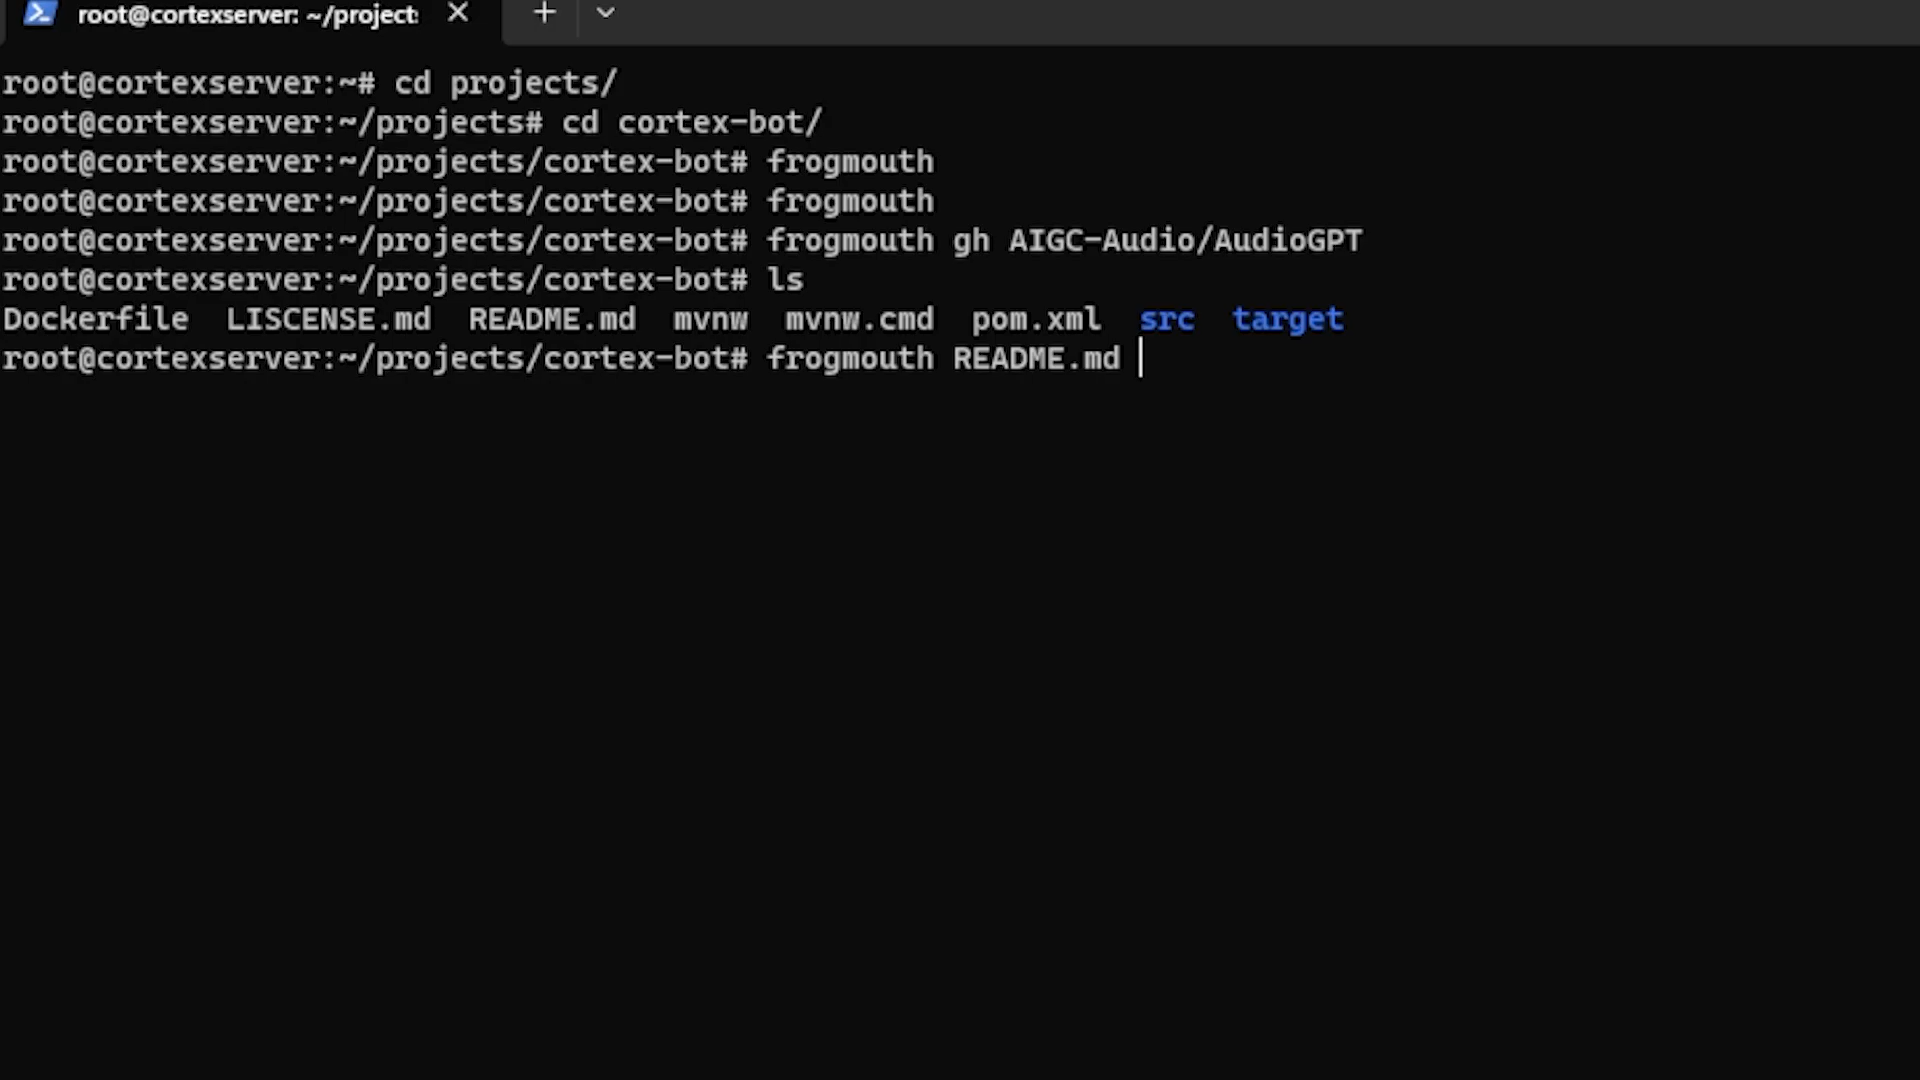 root@cortexserver: ~/project
root@cortexserver:~# cd projects/
root@cortexserver:~/projects# cd cortex-bot/
root@cortexserver:~/projects/cortex-bot# frogmouth
root@cortexserver:~/projects/cortex-bot# frogmouth
root@cortexserver:~/projects/cortex-bot# frogmouth gh AIGC-Audio/AudioGPT
root@cortexserver:~/projects/cortex-bot# ls
Dockerfile  LISCENSE.md  README.md  mvnw  mvnw.cmd  pom.xml  src  target
root@cortexserver:~/projects/cortex-bot# frogmouth README.md